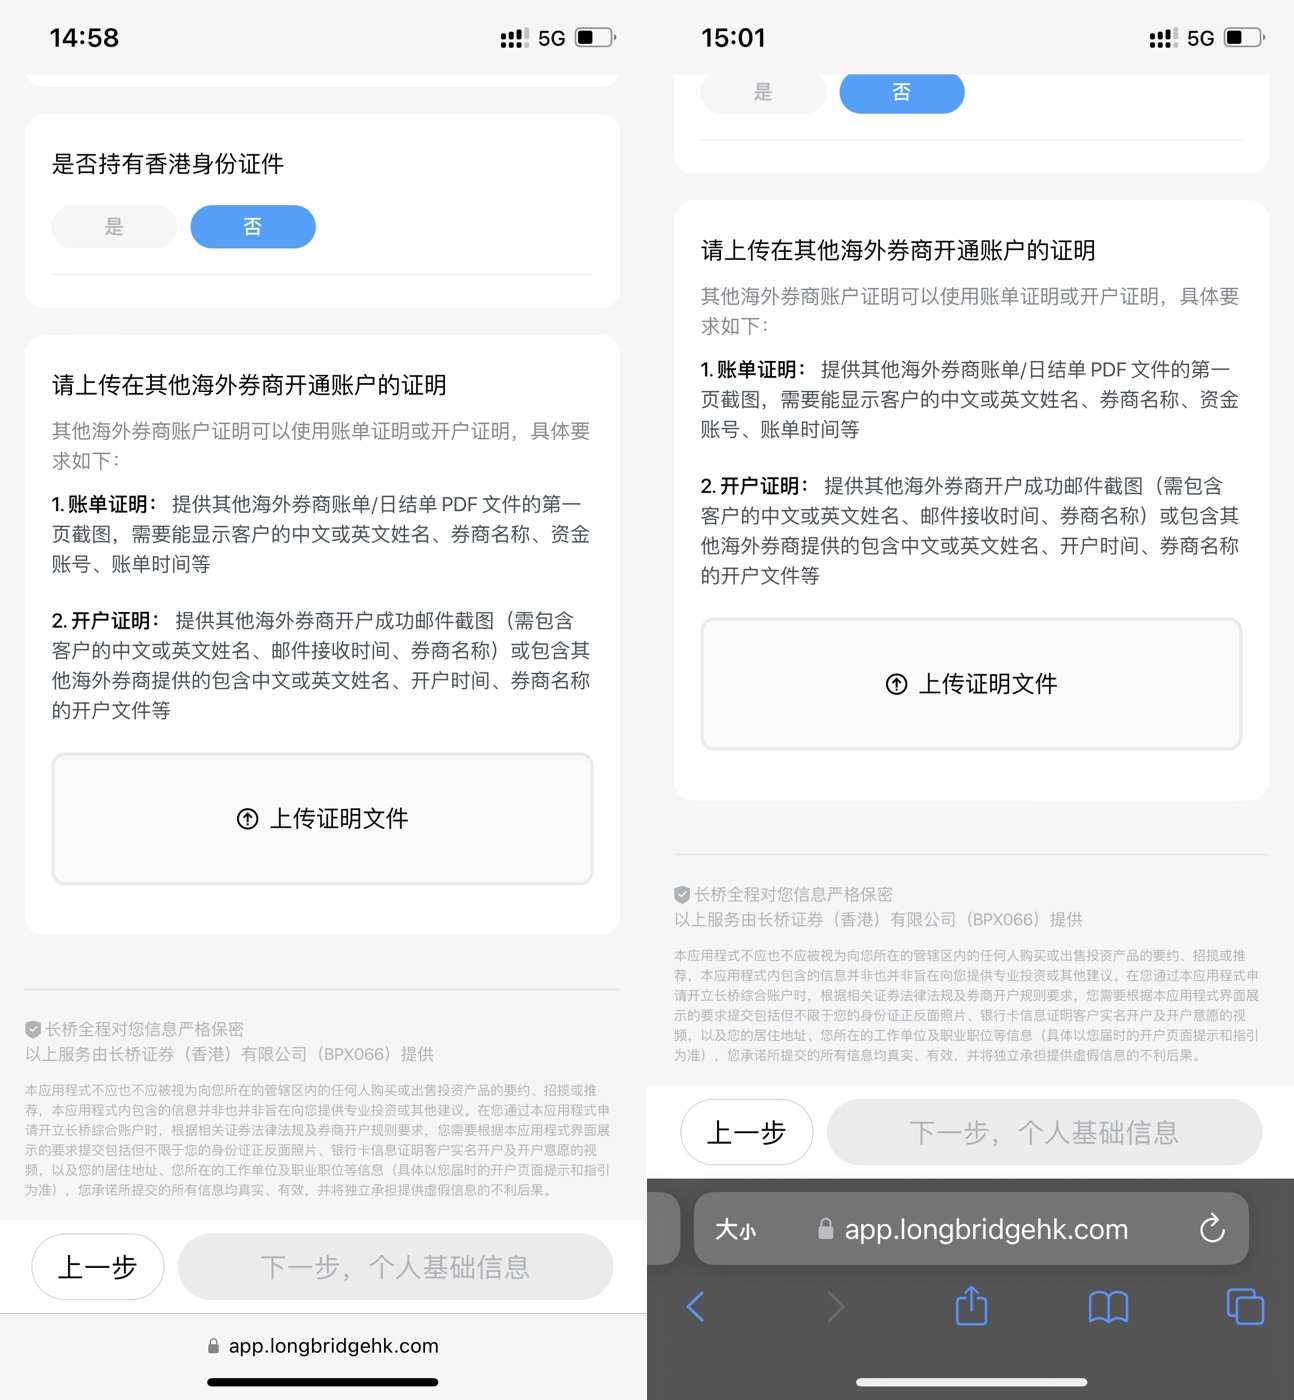 14:58
5G
是否持有香港身份证件
是
否
请上传在其他海外券商开通账户的证明
其他海外券商账户证明可以使用账单证明或开户证明，具体要
求如下：
1. 账单证明： 提供其他海外券商账单/日结单 PDF 文件的第一
页截图，需要能显示客户的中文或英文姓名、券商名称、资金
账号、账单时间等
2. 开户证明： 提供其他海外券商开户成功邮件截图（需包含
客户的中文或英文姓名、邮件接收时间、券商名称）或包含其
他海外券商提供的包含中文或英文姓名、开户时间、券商名称
的开户文件等
上传证明文件
长桥全程对您信息严格保密
以上服务由长桥证券（香港）有限公司（BPX066）提供
本应用程式不应也不应被视为向您所在的管辖区内的任何人购买或出售投资产品的要约、招揽或推
荐，本应用程式内包含的信息并非也并非旨在向您提供专业投资或其他建议。在您通过本应用程式申
请开立长桥综合账户时，根据相关证券法律法规及券商开户规则要求，您需要根据本应用程式界面展
示的要求提交包括但不限于您的身份证正反面照片、银行卡信息证明客户实名开户及开户意愿的视
频，以及您的居住地址、您所在的工作单位及职业职位等信息（具体以您届时的开户页面提示和指引
为准），您承诺所提交的所有信息均真实、有效，并将独立承担提供虚假信息的不利后果。
上一步
下一步，个人基础信息
app.longbridgehk.com
15:01
5G
是
否
请上传在其他海外券商开通账户的证明
其他海外券商账户证明可以使用账单证明或开户证明，具体要
求如下：
1. 账单证明： 提供其他海外券商账单/日结单 PDF 文件的第一
页截图，需要能显示客户的中文或英文姓名、券商名称、资金
账号、账单时间等
2. 开户证明： 提供其他海外券商开户成功邮件截图（需包含
客户的中文或英文姓名、邮件接收时间、券商名称）或包含其
他海外券商提供的包含中文或英文姓名、开户时间、券商名称
的开户文件等
上传证明文件
长桥全程对您信息严格保密
以上服务由长桥证券（香港）有限公司（BPX066）提供
本应用程式不应也不应被视为向您所在的管辖区内的任何人购买或出售投资产品的要约、招揽或推
荐，本应用程式内包含的信息并非也并非旨在向您提供专业投资或其他建议。在您通过本应用程式申
请开立长桥综合账户时，根据相关证券法律法规及券商开户规则要求，您需要根据本应用程式界面展
示的要求提交包括但不限于您的身份证正反面照片、银行卡信息证明客户实名开户及开户意愿的视
频，以及您的居住地址、您所在的工作单位及职业职位等信息（具体以您届时的开户页面提示和指引
为准），您承诺所提交的所有信息均真实、有效，并将独立承担提供虚假信息的不利后果。
上一步
下一步，个人基础信息
大小
app.longbridgehk.com